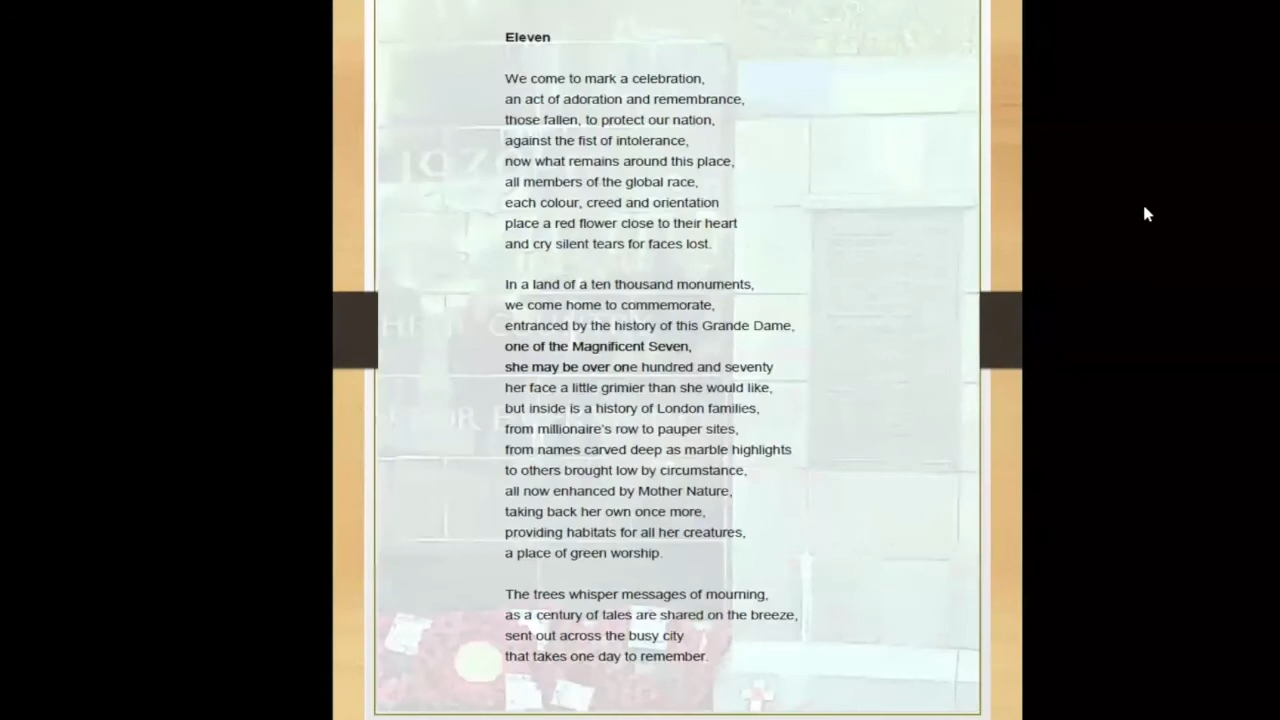 Eleven
We come to mark a celebration,
an act of adoration and remembrance,
those fallen, to protect our nation,
against the fist of intolerance,
now what remains around this place,
all members of the global race,
each colour, creed and orientation
place a red flower close to their heart
and cry silent tears for faces lost.
In a land of a ten thousand monuments,
we come home to commemorate,
entranced by the history of this Grande Dame,
one of the Magnificent Seven,
she may be over one hundred and seventy
her face a little grimier than she would like,
but inside is a history of London families,
from millionaire's row to pauper sites,
from names carved deep as marble highlights
to others brought low by circumstance,
all now enhanced by Mother Nature,
taking back her own once more,
providing habitats for all her creatures,
a place of green worship.
The trees whisper messages of mourning,
as a century of tales are shared on the breeze,
sent out across the busy city
that takes one day to remember.